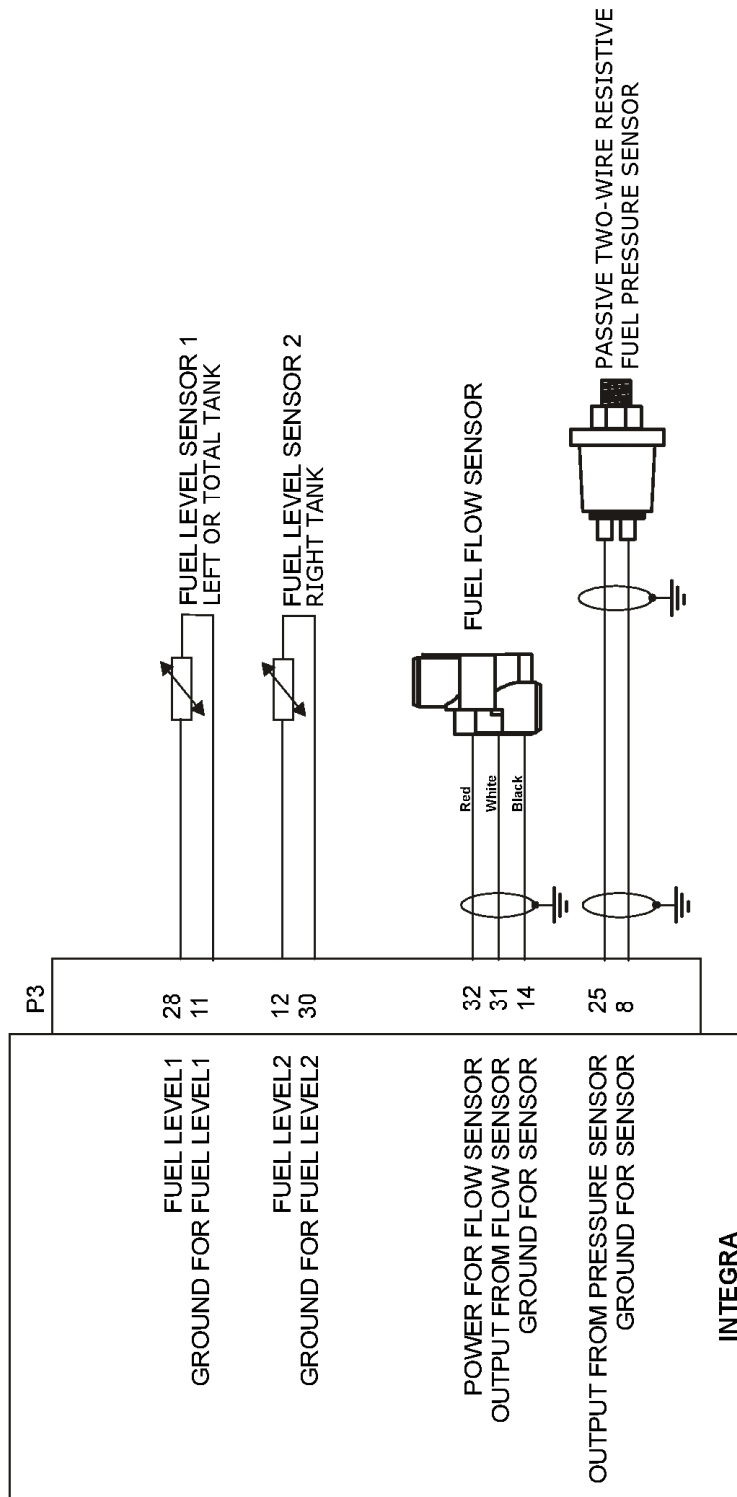 P3
FUEL LEVEL1
28
GROUND FOR FUEL LEVEL1
11
FUEL LEVEL SENSOR 1
LEFT OR TOTAL TANK
FUEL LEVEL2
12
GROUND FOR FUEL LEVEL2
30
FUEL LEVEL SENSOR 2
RIGHT TANK
POWER FOR FLOW SENSOR
32
Red
OUTPUT FROM FLOW SENSOR
31
White
GROUND FOR SENSOR
14
Black
FUEL FLOW SENSOR
OUTPUT FROM PRESSURE SENSOR
25
GROUND FOR SENSOR
8
PASSIVE TWO-WIRE RESISTIVE
FUEL PRESSURE SENSOR
INTEGRA